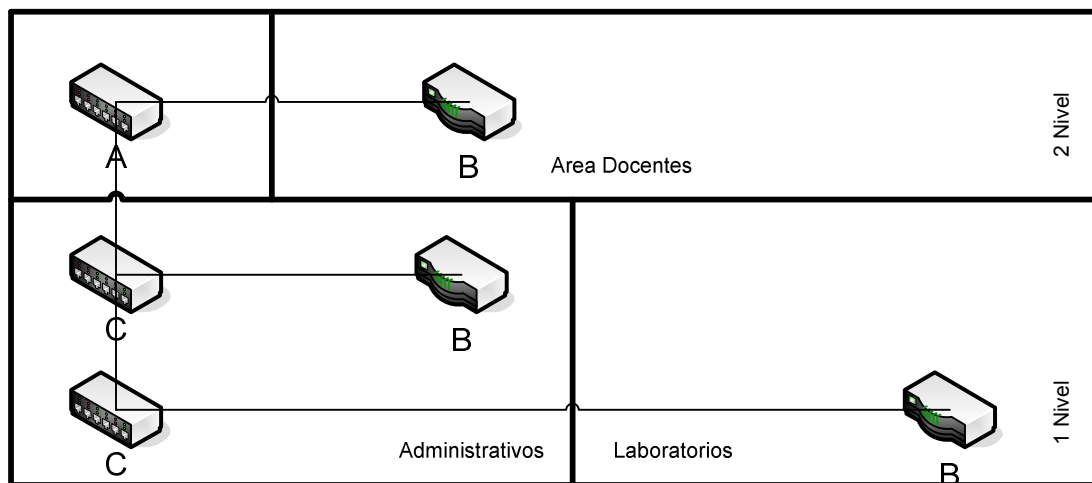 A
B
Area Docentes
2 Nivel
C
B
C
Administrativos
Laboratorios
B
1 Nivel